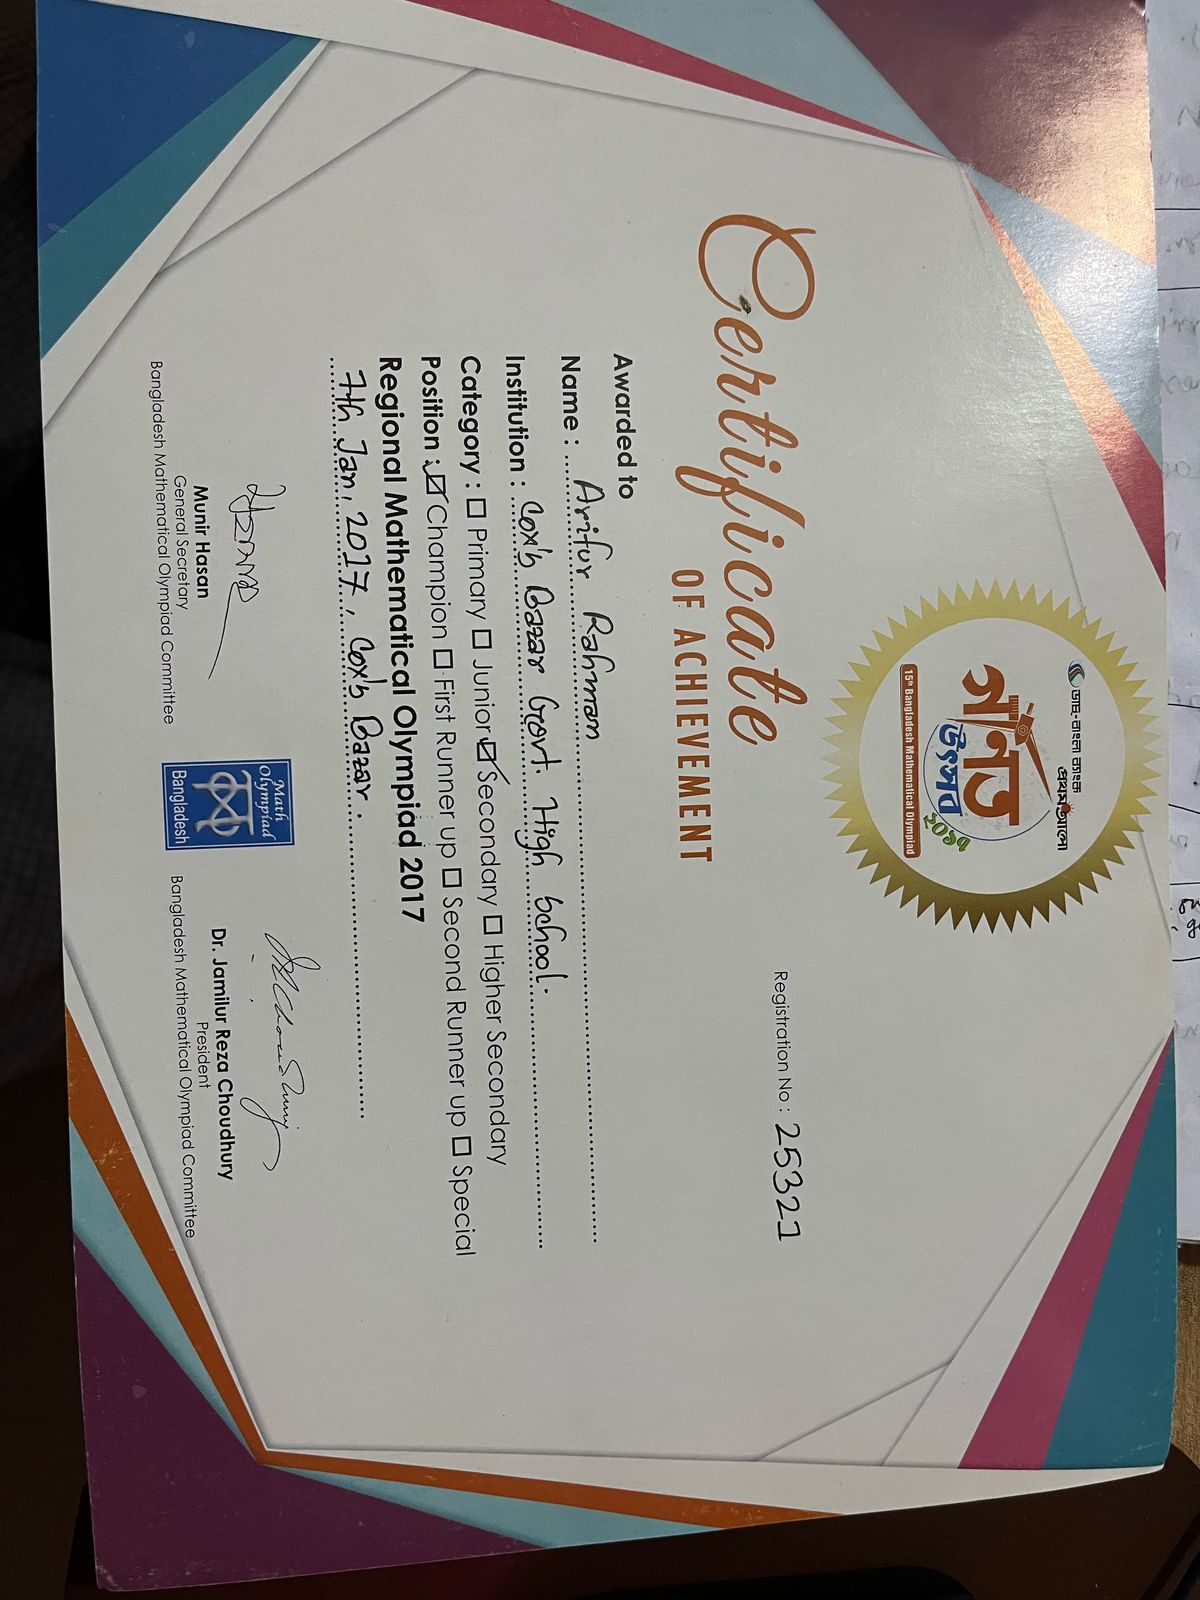 ডাচ্-বাংলা ব্যাংক
প্রথম আলো
গণিত
উৎসব
২০১৭
15th Bangladesh Mathematical Olympiad
Certificate
OF ACHIEVEMENT
Registration No : 25321
Awarded to
Name : Arifur Rahman
Institution : Cox's Bazar Govt. High School.
Category : ☐ Primary ☐ Junior ☑ Secondary ☐ Higher Secondary
Position : ☑ Champion ☐ First Runner up ☐ Second Runner up ☐ Special
Regional Mathematical Olympiad 2017
7th Jan, 2017, Cox's Bazar.
Munir Hasan
General Secretary
Bangladesh Mathematical Olympiad Committee
Math
Olympiad
Bangladesh
Dr. Jamilur Reza Choudhury
President
Bangladesh Mathematical Olympiad Committee